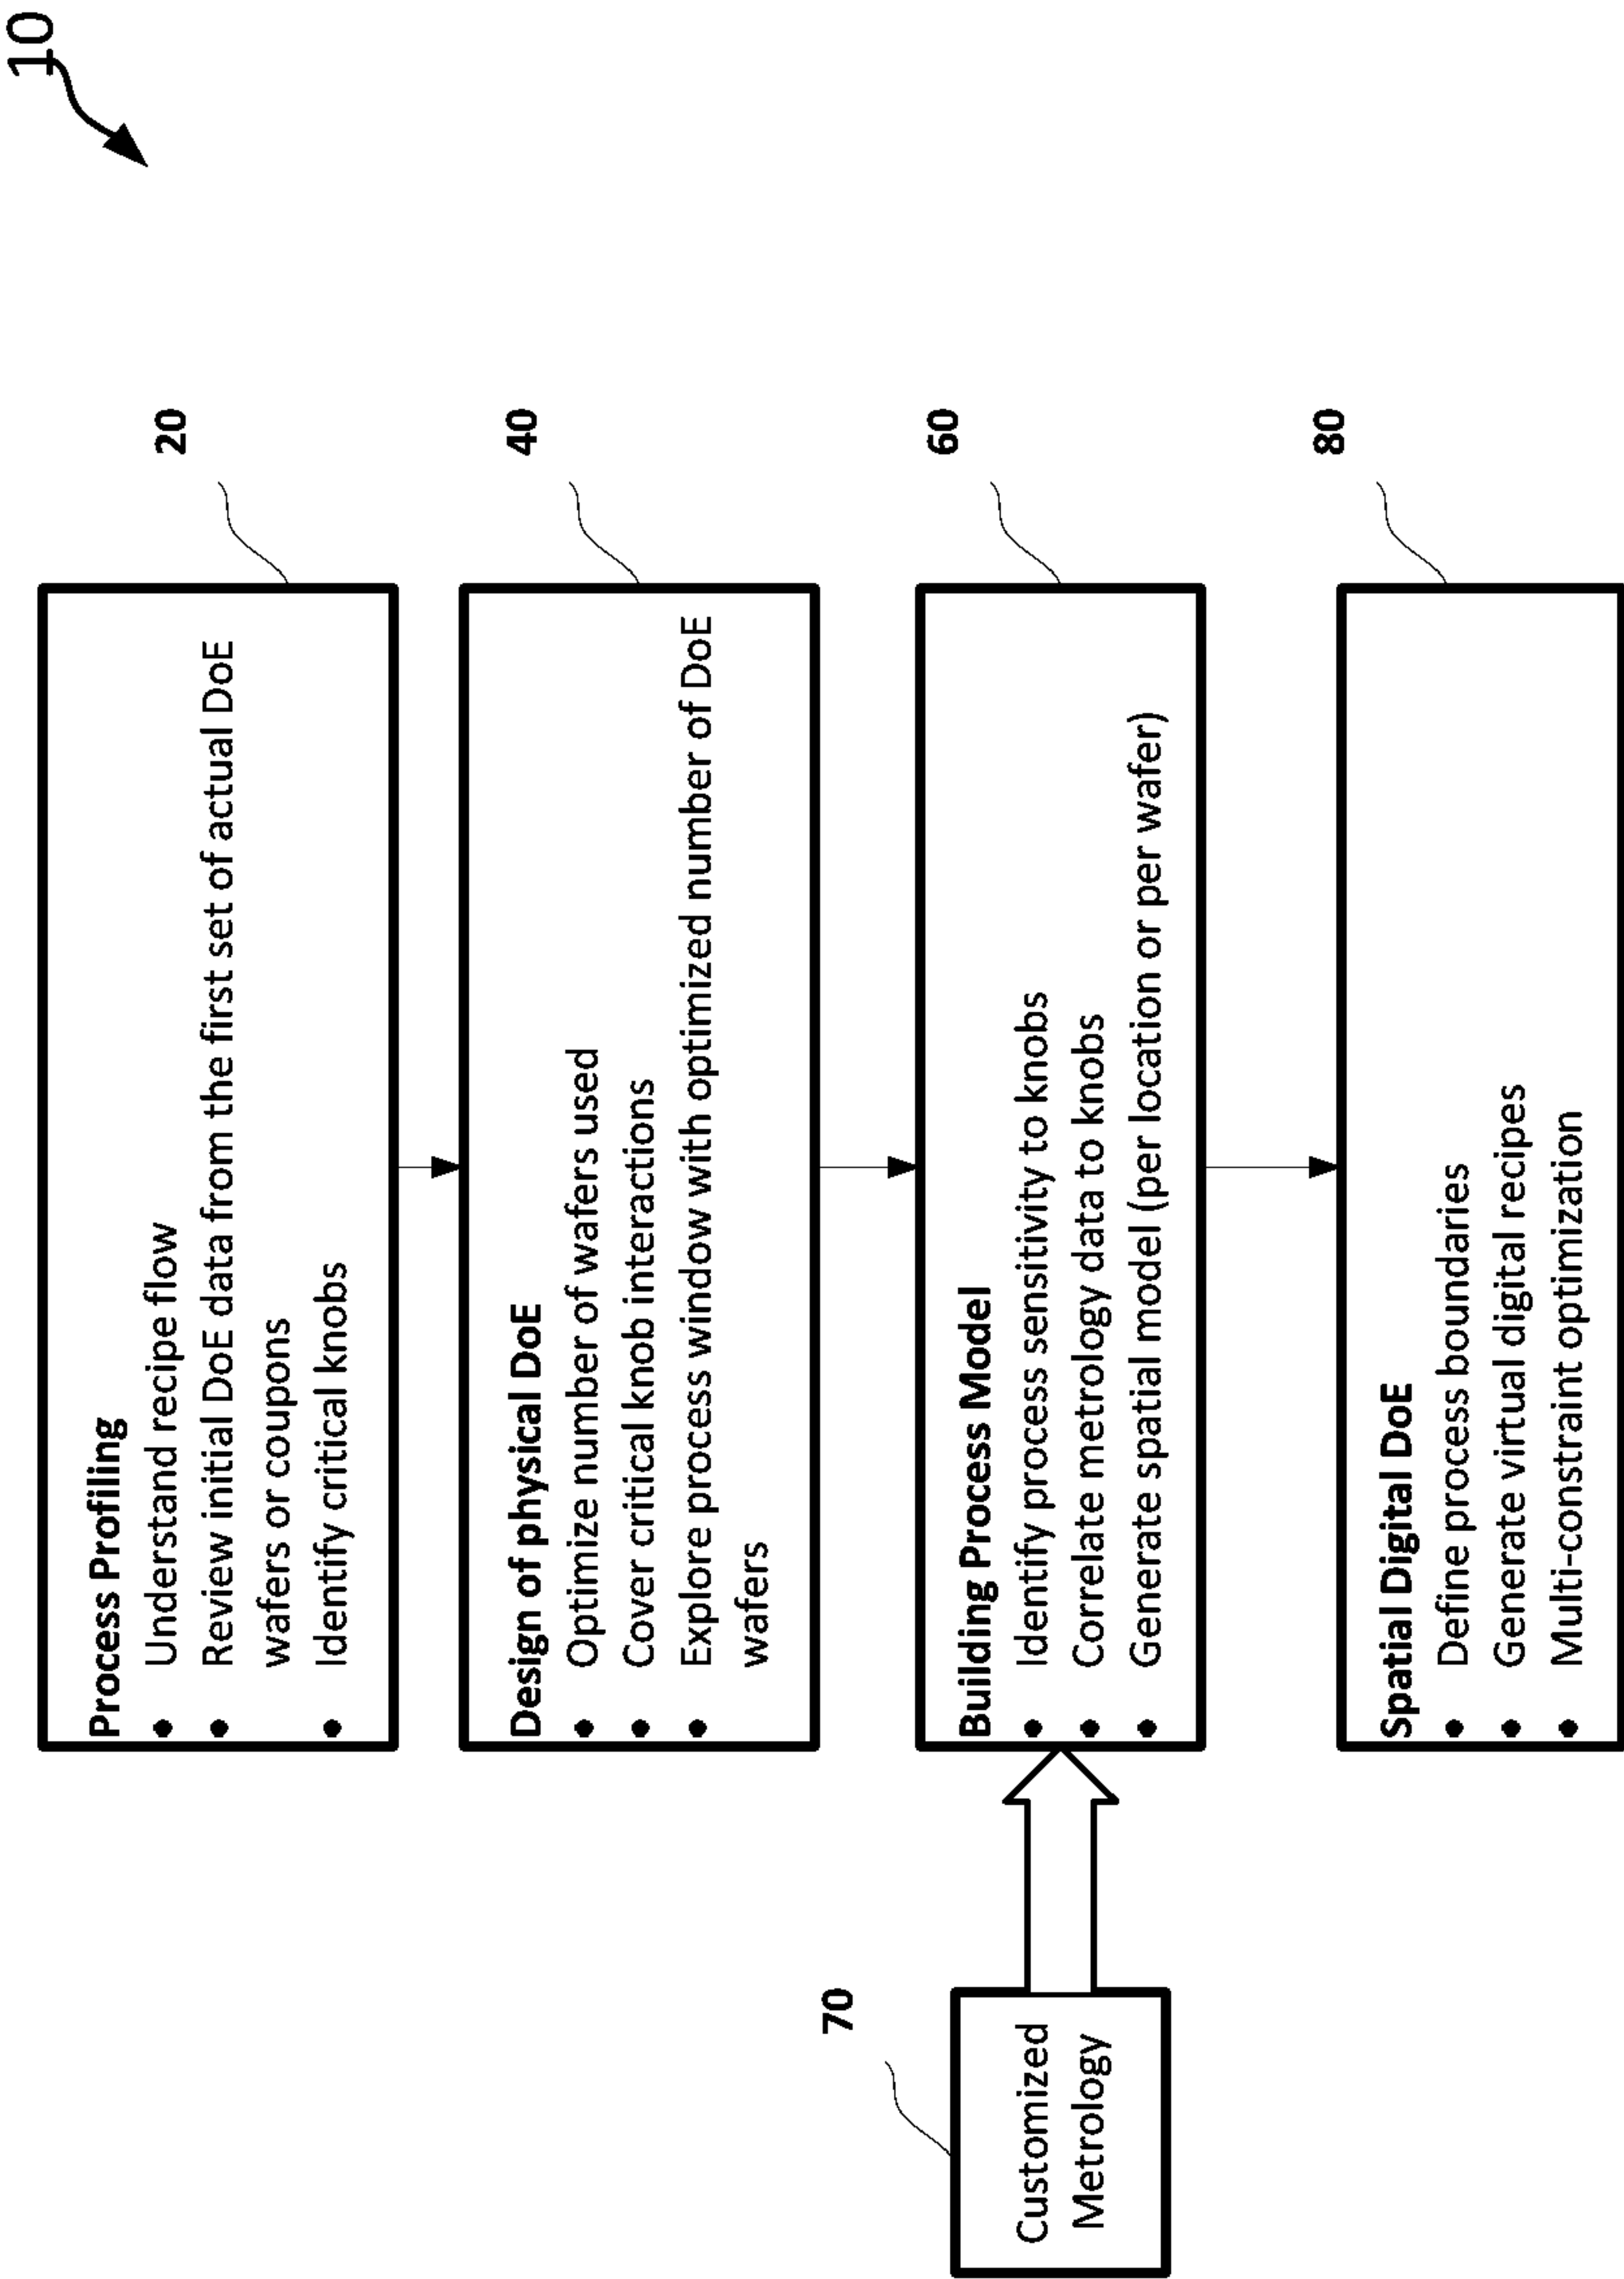 10
Process Profiling
● Understand recipe flow
● Review initial DoE data from the first set of actual DoE
wafers or coupons
● Identify critical knobs
20
Design of physical DoE
● Optimize number of wafers used
● Cover critical knob interactions
● Explore process window with optimized number of DoE
wafers
40
Building Process Model
● Identify process sensitivity to knobs
● Correlate metrology data to knobs
● Generate spatial model (per location or per wafer)
60
70
Customized
Metrology
Spatial Digital DoE
● Define process boundaries
● Generate virtual digital recipes
● Multi-constraint optimization
80